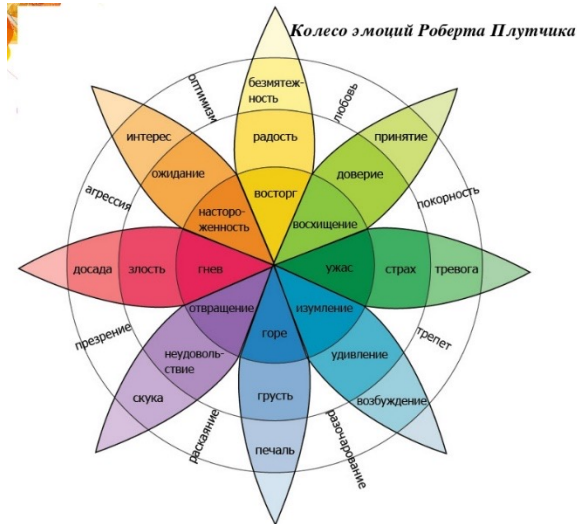 Колесо эмоций Роберта Плутчика
безмятеж-
ность
оптимизм
любовь
интерес
радость
принятие
ожидание
доверие
агрессия
восторг
покорность
насторо-
женность
восхищение
досада
злость
гнев
ужас
страх
тревога
отвращение
изумление
презрение
горе
трепет
неудоволь-
ствие
удивление
скука
грусть
возбуждение
раскаяние
печаль
разочарование